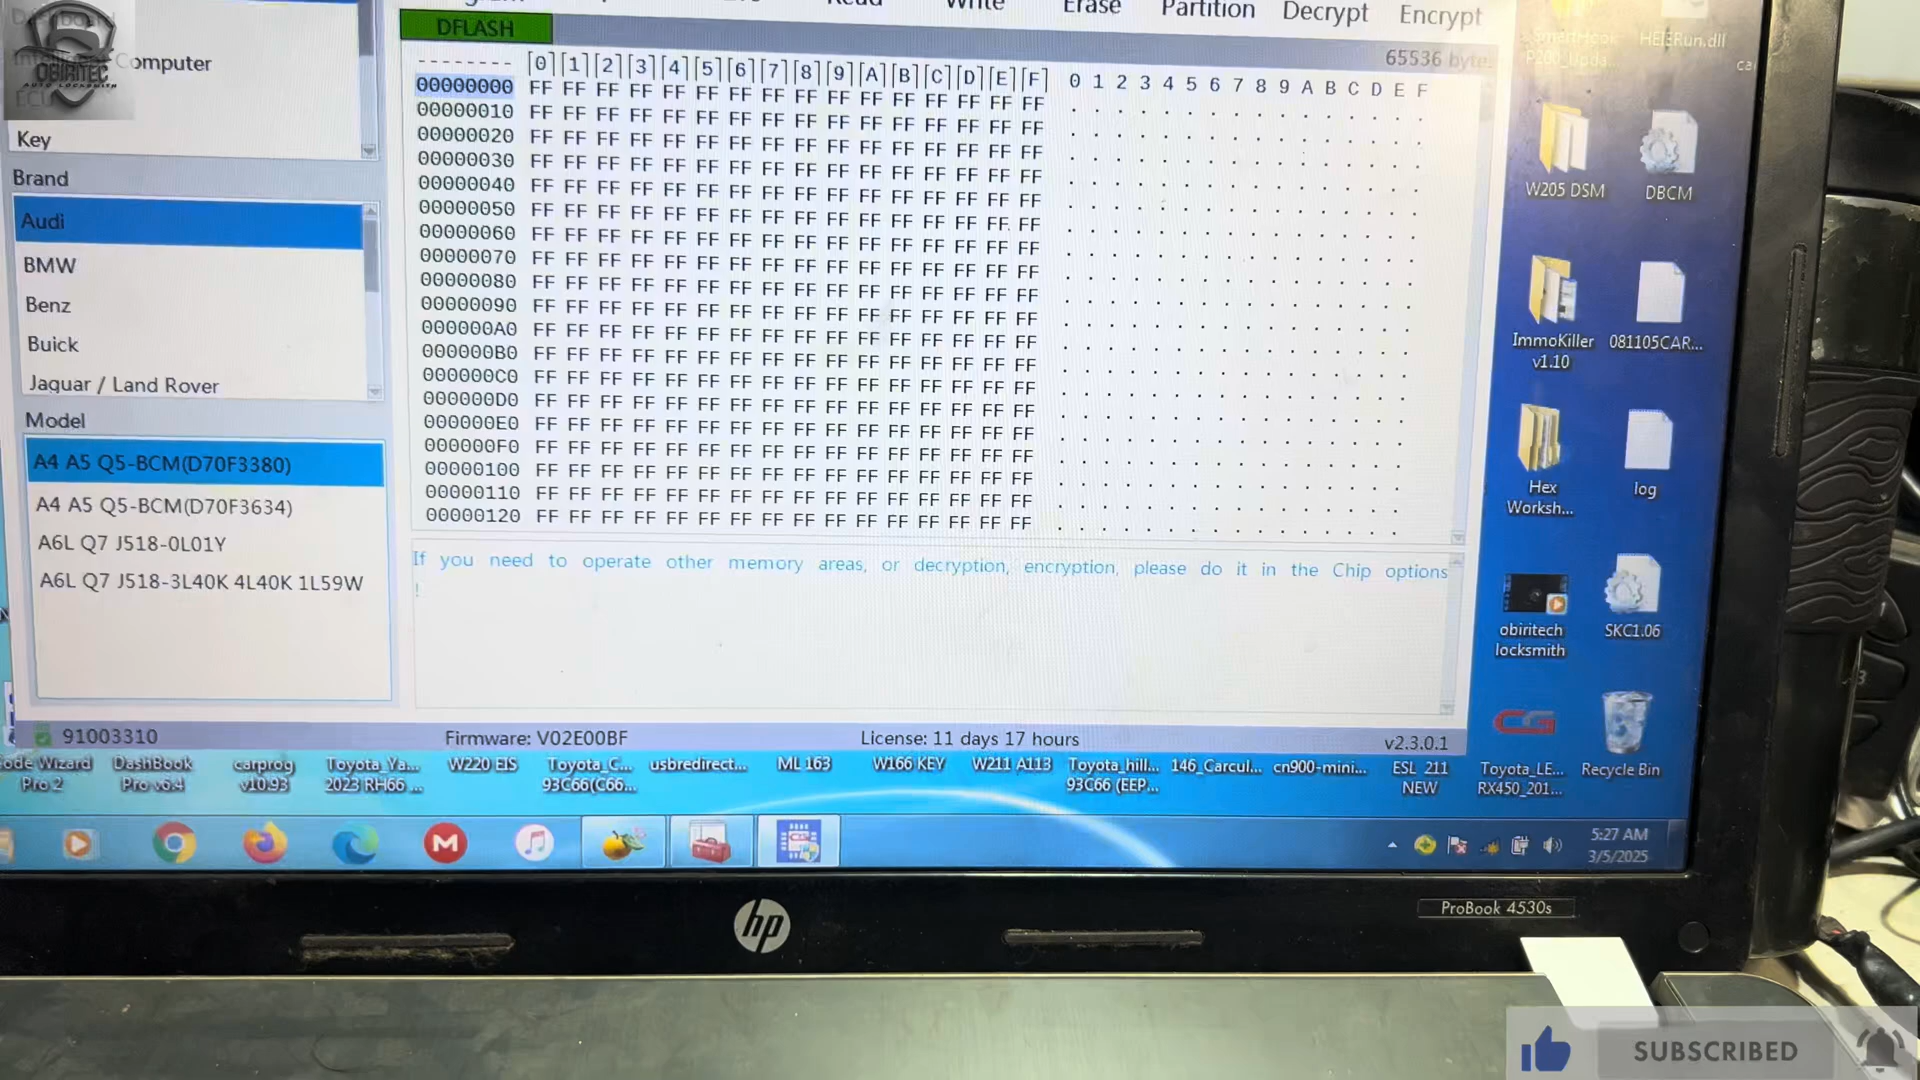 Read Write Erase Partition Decrypt Encrypt
DFLASH
65536 byte
OBIRITEC
AUTO LOCKSMITH
Computer
ECU
Key
Brand
Audi
BMW
Benz
Buick
Jaguar / Land Rover
Model
A4 A5 Q5-BCM(D70F3380)
A4 A5 Q5-BCM(D70F3634)
A6L Q7 J518-0L01Y
A6L Q7 J518-3L40K 4L40K 1L59W
-------- [0][1][2][3][4][5][6][7][8][9][A][B][C][D][E][F] 0 1 2 3 4 5 6 7 8 9 A B C D E F
00000000 FF FF FF FF FF FF FF FF FF FF FF FF FF FF FF FF . . . . . . . . . . . . . . . .
00000010 FF FF FF FF FF FF FF FF FF FF FF FF FF FF FF FF . . . . . . . . . . . . . . . .
00000020 FF FF FF FF FF FF FF FF FF FF FF FF FF FF FF FF . . . . . . . . . . . . . . . .
00000030 FF FF FF FF FF FF FF FF FF FF FF FF FF FF FF FF . . . . . . . . . . . . . . . .
00000040 FF FF FF FF FF FF FF FF FF FF FF FF FF FF FF FF . . . . . . . . . . . . . . . .
00000050 FF FF FF FF FF FF FF FF FF FF FF FF FF FF FF FF . . . . . . . . . . . . . . . .
00000060 FF FF FF FF FF FF FF FF FF FF FF FF FF FF FF FF . . . . . . . . . . . . . . . .
00000070 FF FF FF FF FF FF FF FF FF FF FF FF FF FF FF FF . . . . . . . . . . . . . . . .
00000080 FF FF FF FF FF FF FF FF FF FF FF FF FF FF FF FF . . . . . . . . . . . . . . . .
00000090 FF FF FF FF FF FF FF FF FF FF FF FF FF FF FF FF . . . . . . . . . . . . . . . .
000000A0 FF FF FF FF FF FF FF FF FF FF FF FF FF FF FF FF . . . . . . . . . . . . . . . .
000000B0 FF FF FF FF FF FF FF FF FF FF FF FF FF FF FF FF . . . . . . . . . . . . . . . .
000000C0 FF FF FF FF FF FF FF FF FF FF FF FF FF FF FF FF . . . . . . . . . . . . . . . .
000000D0 FF FF FF FF FF FF FF FF FF FF FF FF FF FF FF FF . . . . . . . . . . . . . . . .
000000E0 FF FF FF FF FF FF FF FF FF FF FF FF FF FF FF FF . . . . . . . . . . . . . . . .
000000F0 FF FF FF FF FF FF FF FF FF FF FF FF FF FF FF FF . . . . . . . . . . . . . . . .
00000100 FF FF FF FF FF FF FF FF FF FF FF FF FF FF FF FF . . . . . . . . . . . . . . . .
00000110 FF FF FF FF FF FF FF FF FF FF FF FF FF FF FF FF . . . . . . . . . . . . . . . .
00000120 FF FF FF FF FF FF FF FF FF FF FF FF FF FF FF FF . . . . . . . . . . . . . . . .
If you need to operate other memory areas, or decryption, encryption, please do it in the Chip options
!
91003310 Firmware: V02E00BF License: 11 days 17 hours v2.3.0.1
HEIERun.dll
W205 DSM
DBCM
ImmoKiller
v1.10
081105CAR...
Hex
Worksh...
log
obiritech
locksmith
SKC1.06
Recycle Bin
ode Wizard
Pro 2
DashBook
Pro v6.4
carprog
v10.93
Toyota_Ya...
2023 RH66 ...
W220 EIS
Toyota_C...
93C66(C66...
usbredirect...
ML 163
W166 KEY
W211 A113
Toyota_hill...
93C66 (EEP...
146_Carcul...
cn900-mini...
ESL 211
NEW
Toyota_LE...
RX450_201...
5:27 AM
3/5/2025
hp
ProBook 4530s
SUBSCRIBED